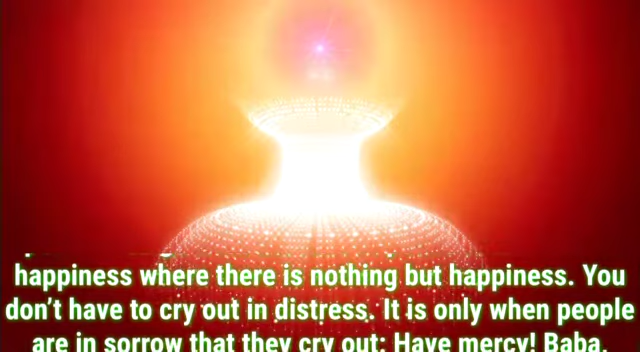 happiness where there is nothing but happiness. You
don't have to cry out in distress. It is only when people
are in sorrow that they cry out: Have mercy! Baba,